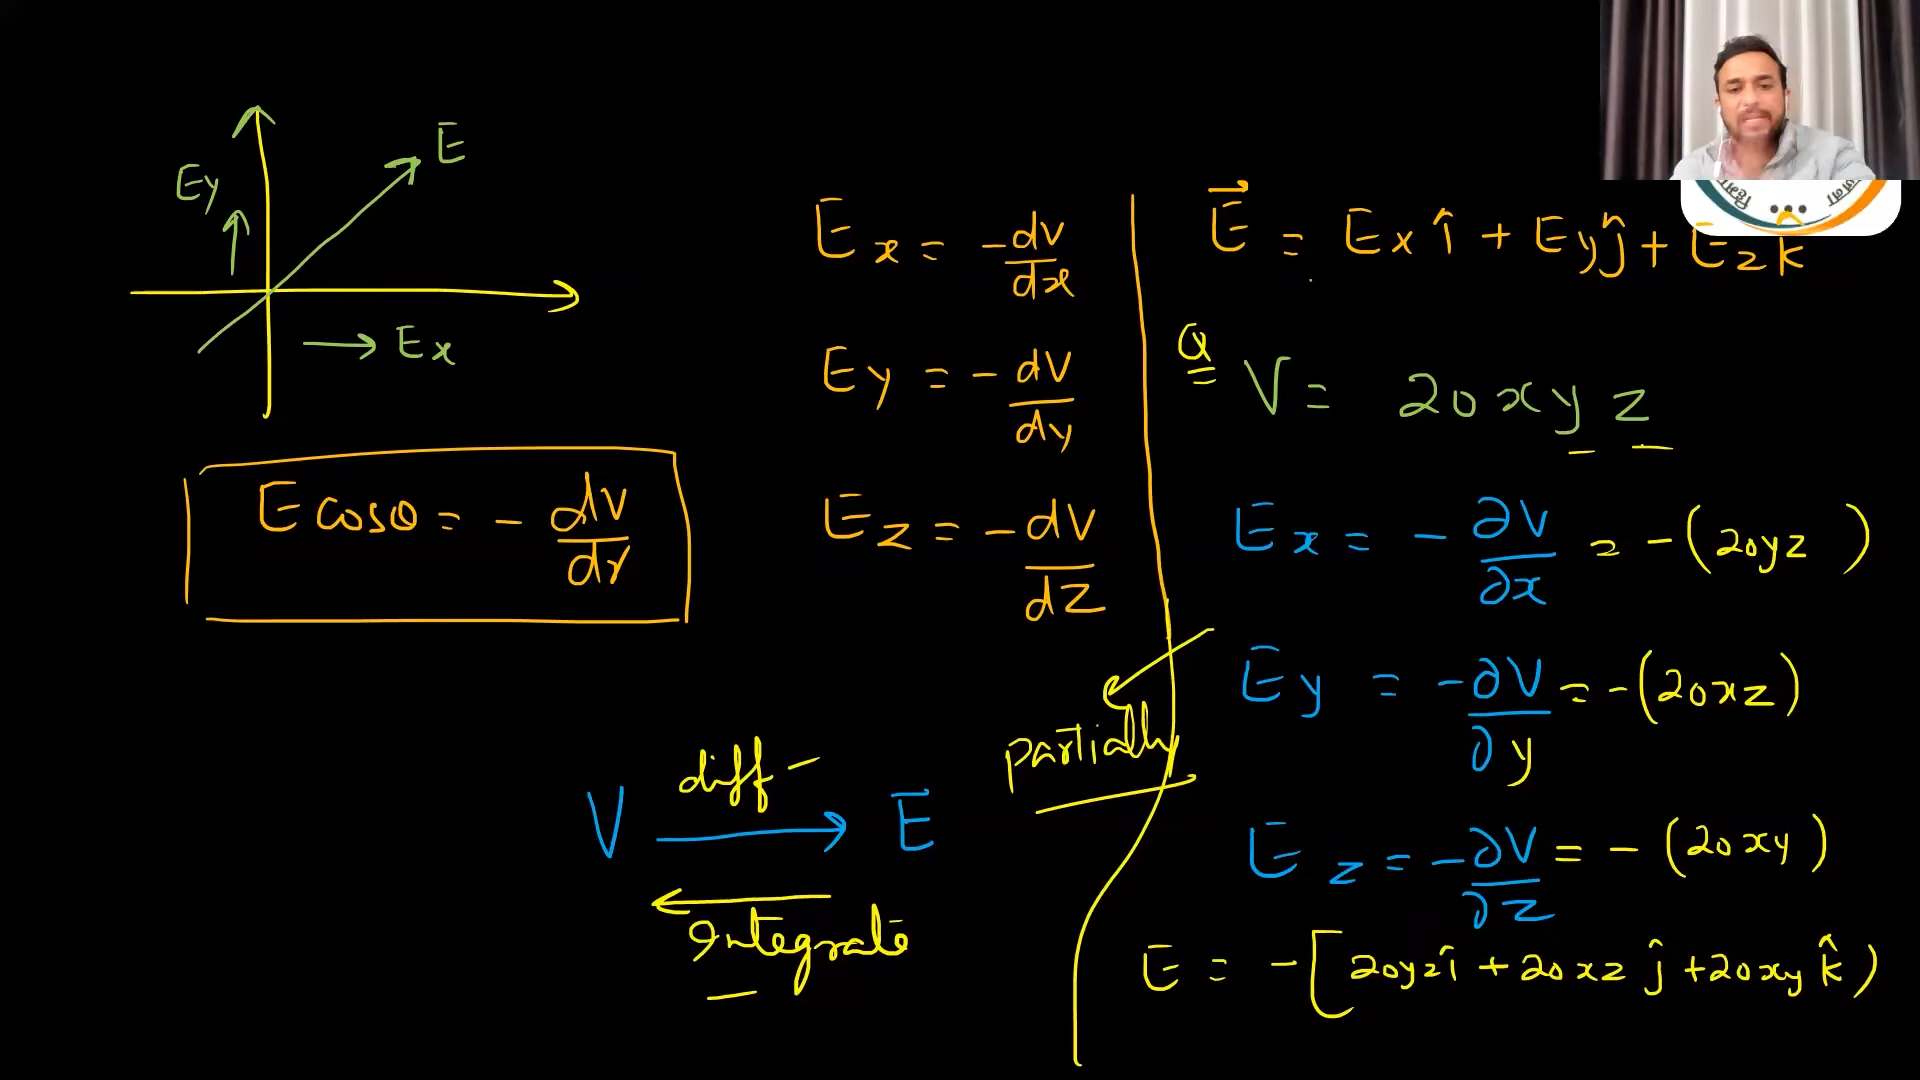 E
Ey
Ex
E cosθ = - dV/dr
Ex = - dV/dx
Ey = - dV/dy
Ez = - dV/dz
V diff - E
Integrate
partially
E⃗ = Ex î + Ey ĵ + Ez k
Q
V = 20xyz
Ex = - ∂V/∂x = - (20yz )
Ey = - ∂V/∂y = - (20xz)
Ez = - ∂V/∂z = - (20xy)
E = - [20yz î + 20xz ĵ + 20xy k̂)